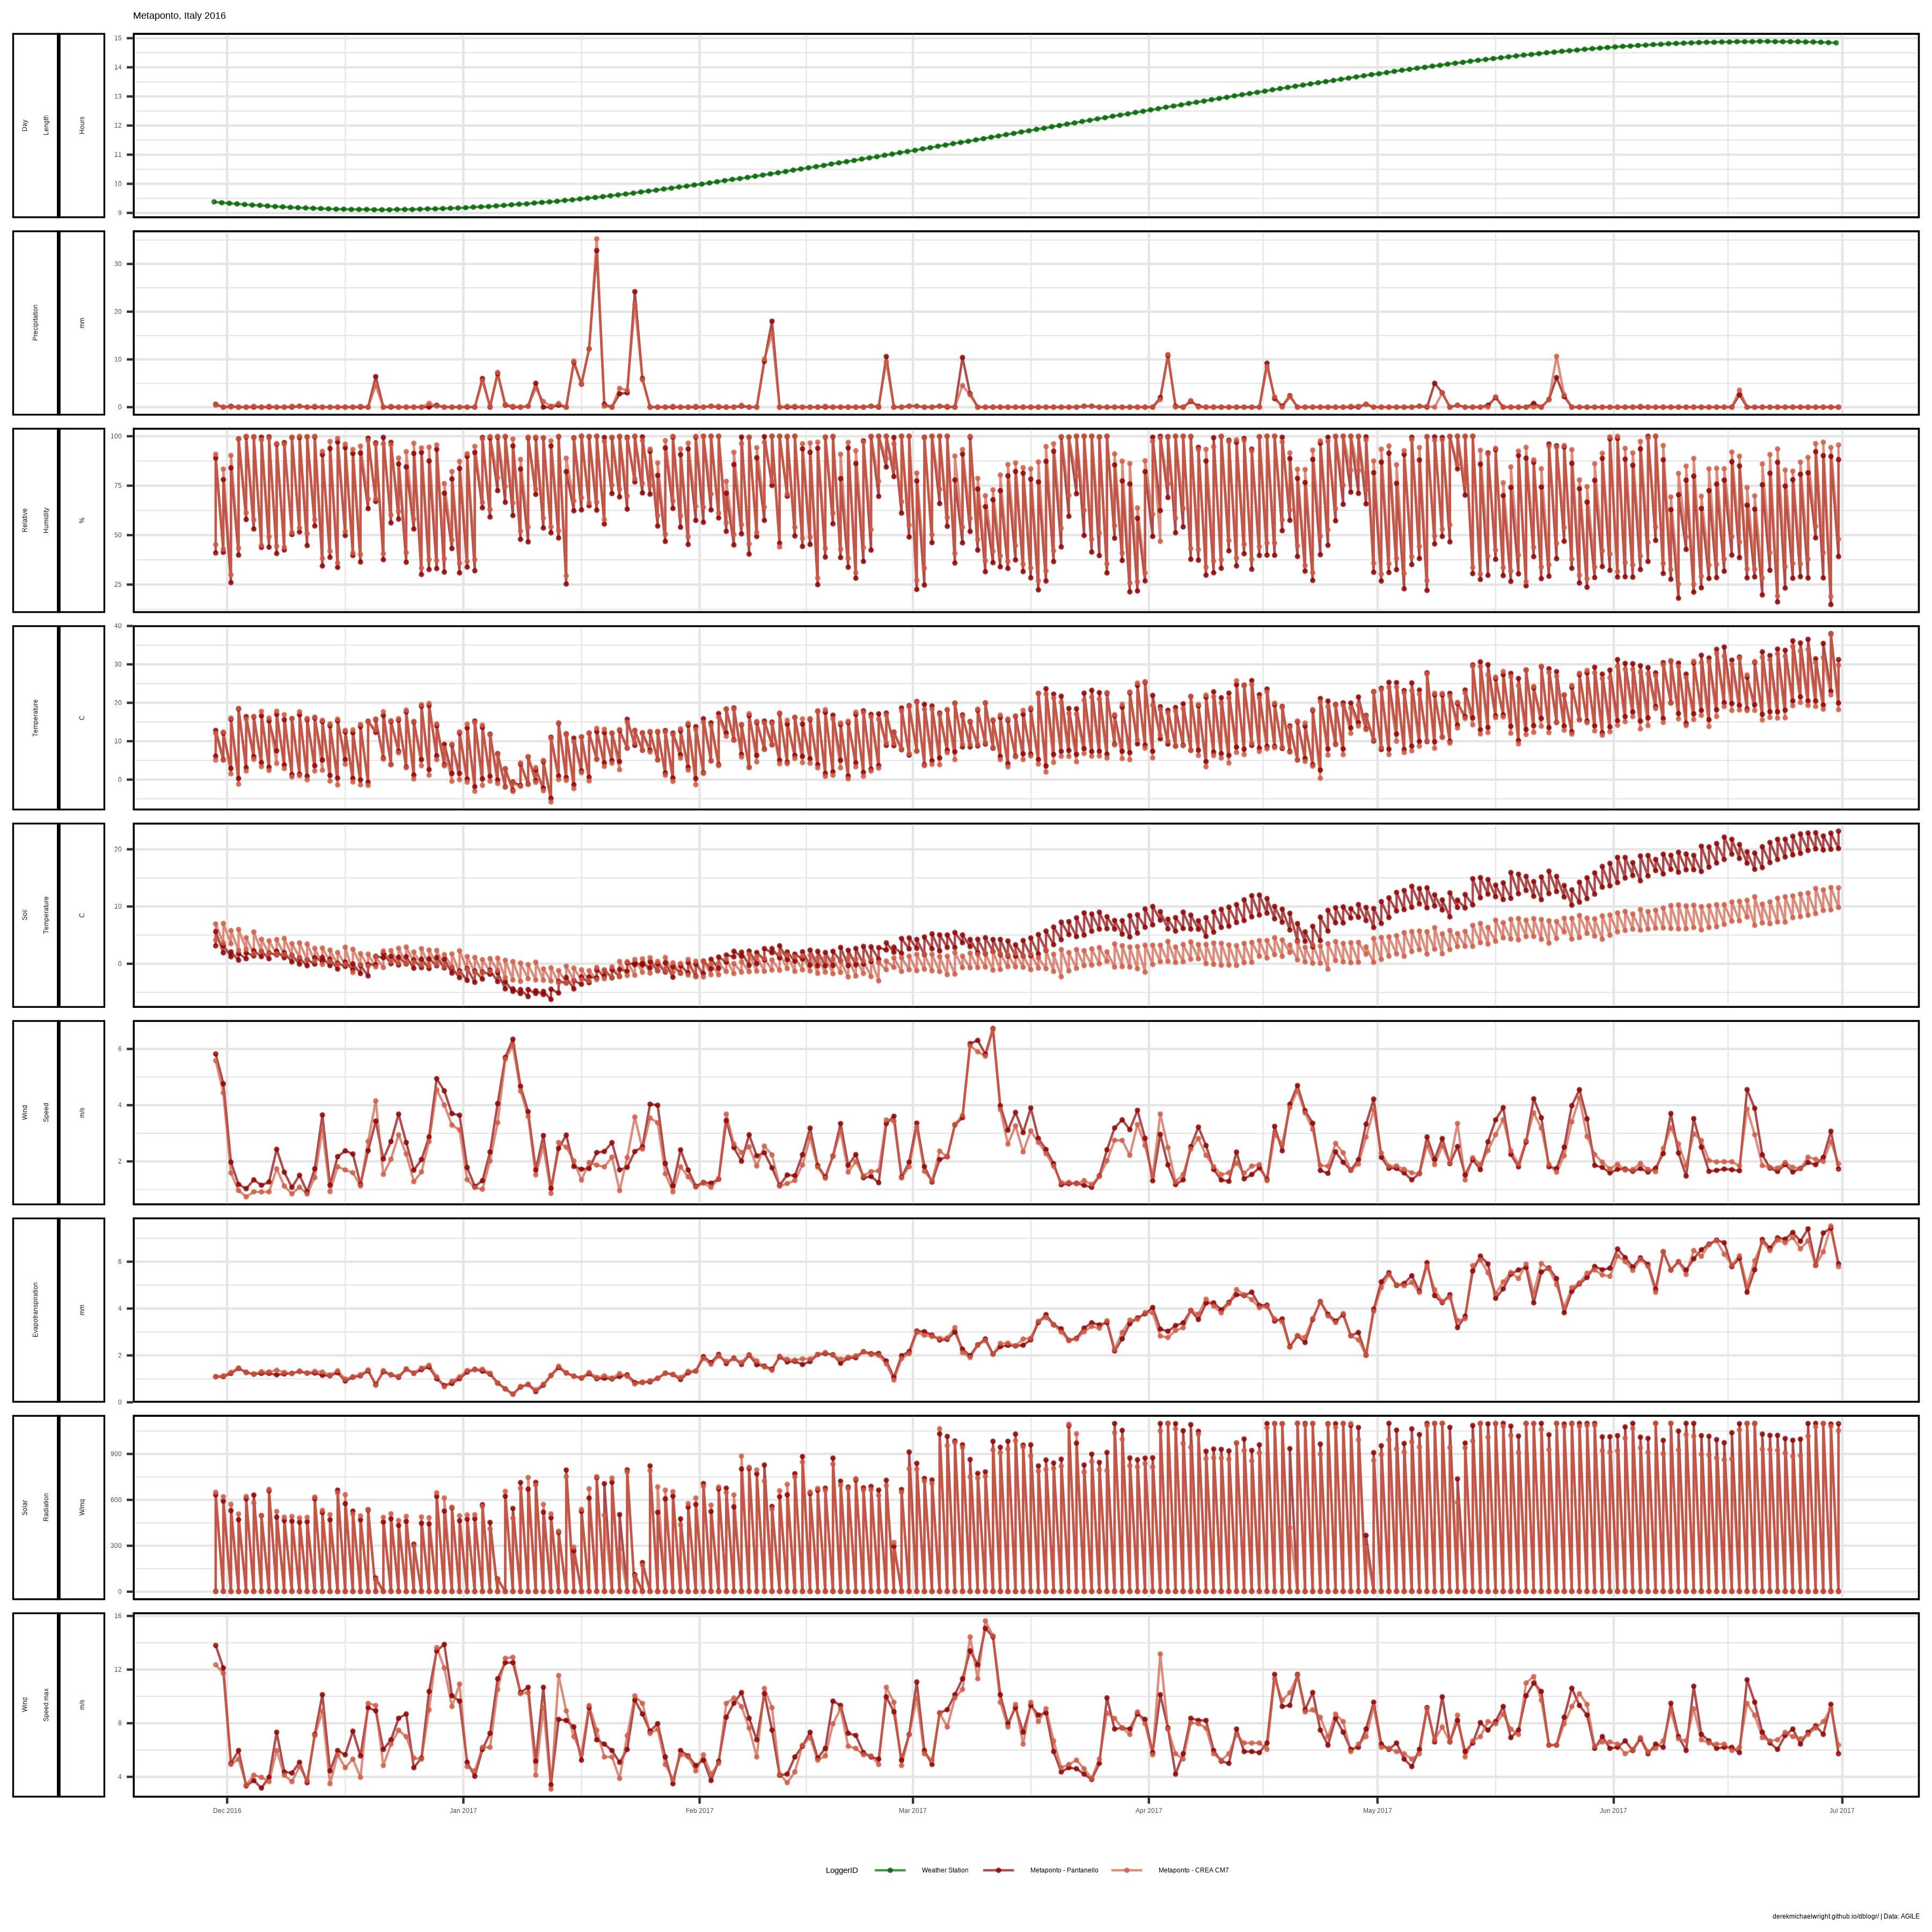 Metaponto, Italy 2016
Day
Length
Hours
15
14
13
12
11
10
9
Precipitation
mm
30
20
10
0
Relative
Humidity
%
100
75
50
25
Temperature
C
40
30
20
10
0
Soil
Temperature
C
20
10
0
Wind
Speed
m/s
6
4
2
Evapotranspiration
mm
6
4
2
0
Solar
Radiation
W/mq
900
600
300
0
Wind
Speed max
m/s
16
12
8
4
Dec 2016 Jan 2017 Feb 2017 Mar 2017 Apr 2017 May 2017 Jun 2017 Jul 2017
LoggerID Weather Station Metaponto - Pantanello Metaponto - CREA CM7
derekmichaelwright.github.io/dblogr/ | Data: AGILE